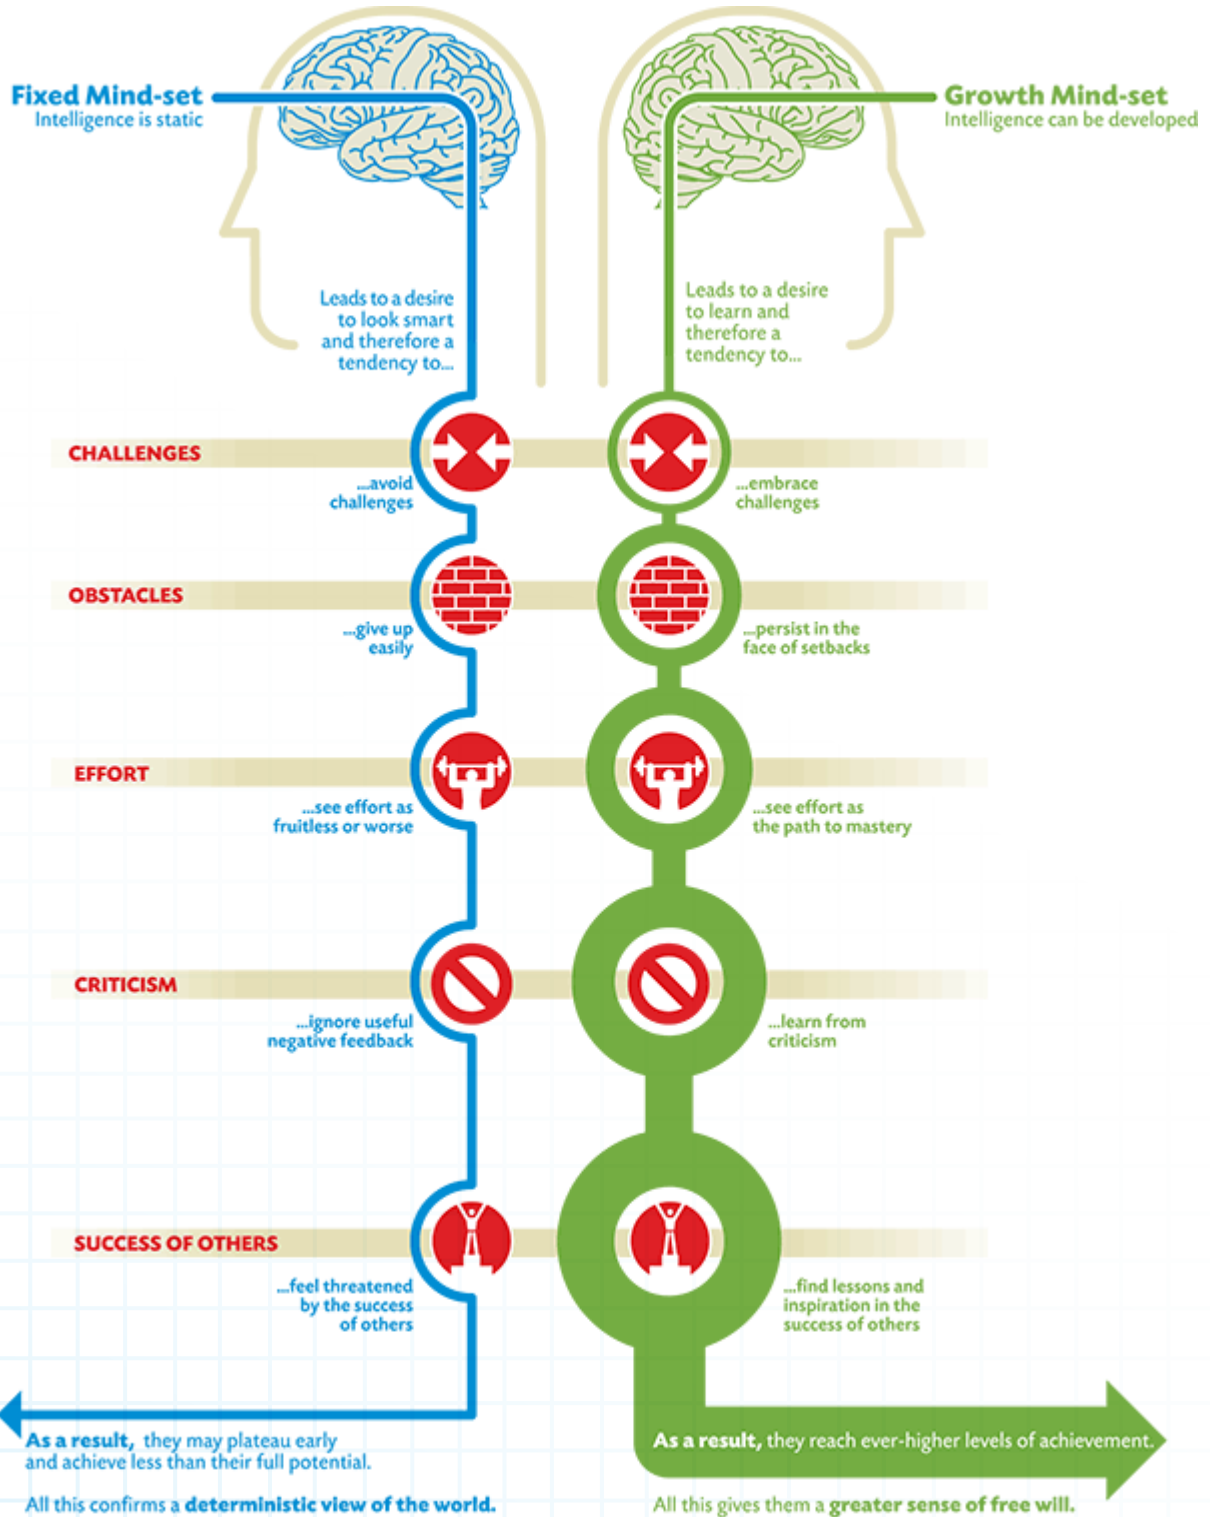 Fixed Mind-set
Intelligence is static
Growth Mind-set
Intelligence can be developed
Leads to a desire
to look smart
and therefore a
tendency to...
Leads to a desire
to learn and
therefore a
tendency to...
CHALLENGES
...avoid
challenges
...embrace
challenges
OBSTACLES
...give up
easily
...persist in the
face of setbacks
EFFORT
...see effort as
fruitless or worse
...see effort as
the path to mastery
CRITICISM
...ignore useful
negative feedback
...learn from
criticism
SUCCESS OF OTHERS
...feel threatened
by the success
of others
...find lessons and
inspiration in the
success of others
As a result, they may plateau early
and achieve less than their full potential.
All this confirms a deterministic view of the world.
As a result, they reach ever-higher levels of achievement.
All this gives them a greater sense of free will.